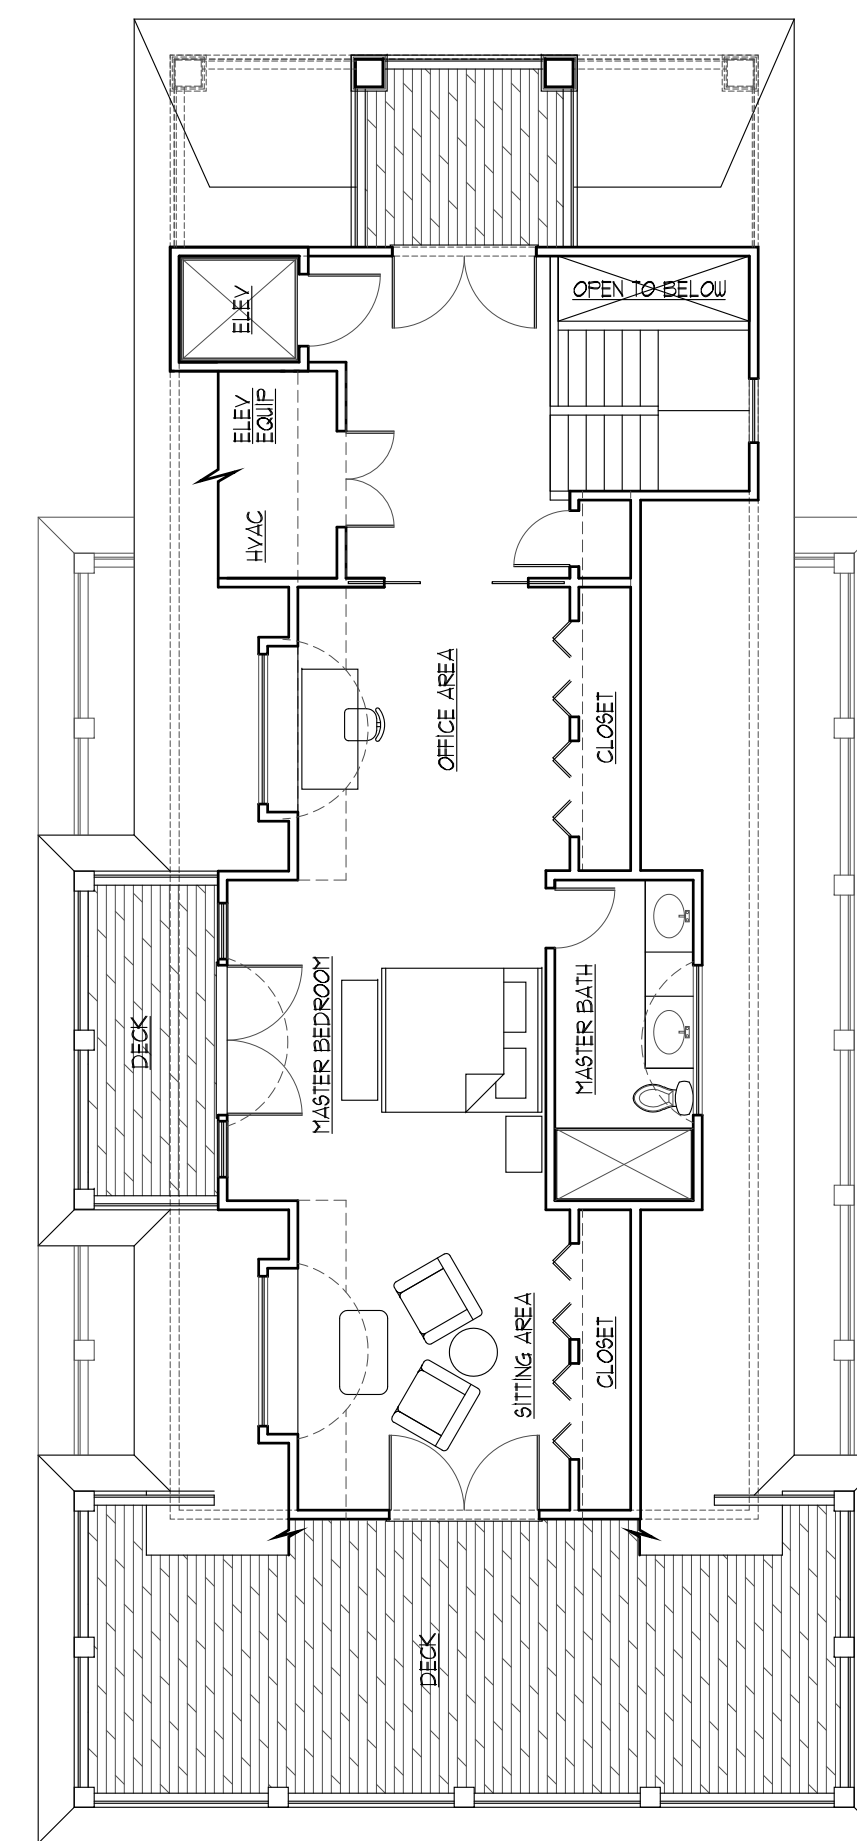 OPEN TO BELOW
ELEV
ELEV
EQUIP
HVAC
OFFICE AREA
CLOSET
MASTER BEDROOM
MASTER BATH
DECK
SITTING AREA
CLOSET
DECK